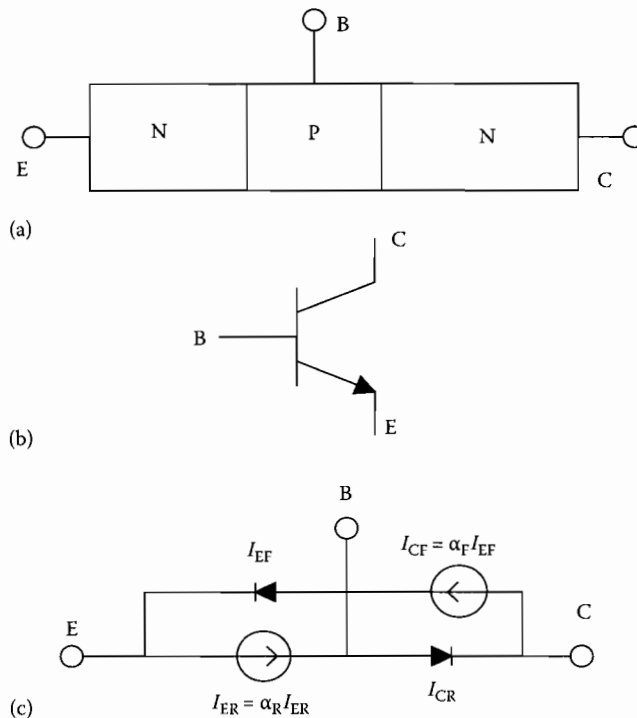 B
N P N
E C
(a)
C
B
E
(b)
B
I_EF I_CF = α_F I_EF
E C
I_ER = α_R I_ER I_CR
(c)